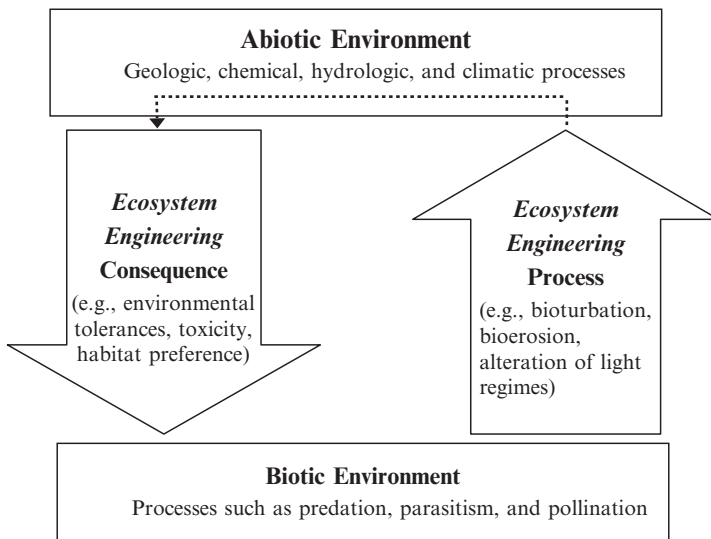 Abiotic Environment
Geologic, chemical, hydrologic, and climatic processes
Ecosystem
Engineering
Consequence
(e.g., environmental
tolerances, toxicity,
habitat preference)
Ecosystem
Engineering
Process
(e.g., bioturbation,
bioerosion,
alteration of light
regimes)
Biotic Environment
Processes such as predation, parasitism, and pollination